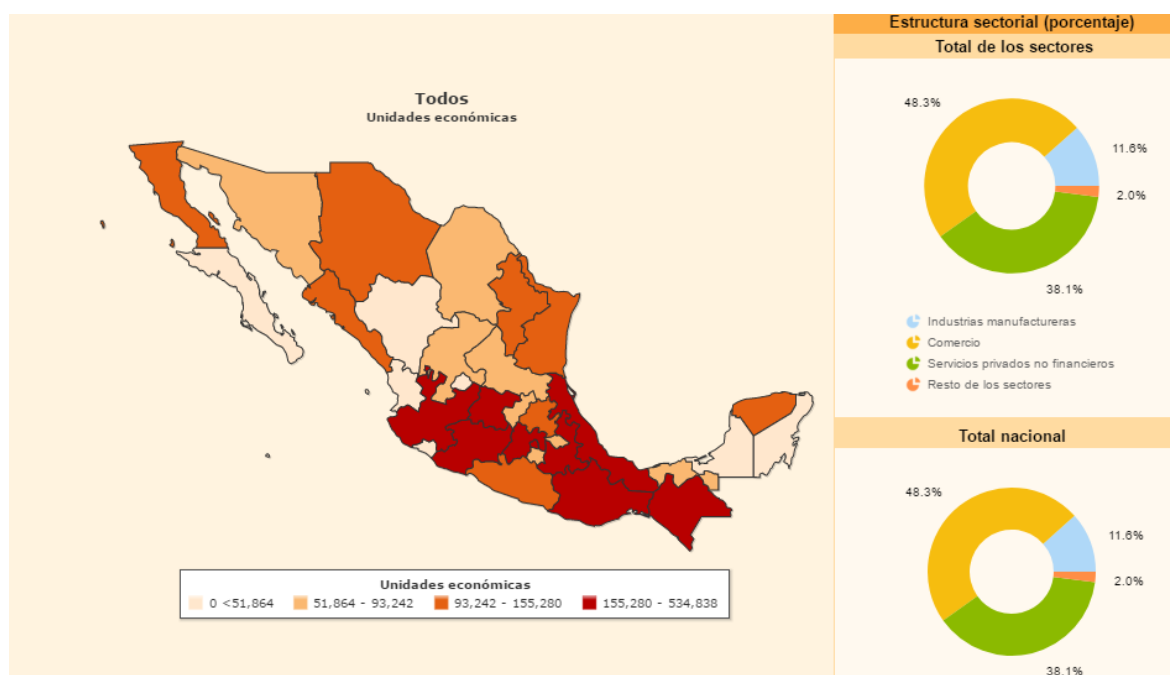 Todos
Unidades económicas
Unidades económicas
0 <51,864
51,864 - 93,242
93,242 - 155,280
155,280 - 534,838
Estructura sectorial (porcentaje)
Total de los sectores
48.3%
11.6%
2.0%
38.1%
Industrias manufactureras
Comercio
Servicios privados no financieros
Resto de los sectores
Total nacional
48.3%
11.6%
2.0%
38.1%